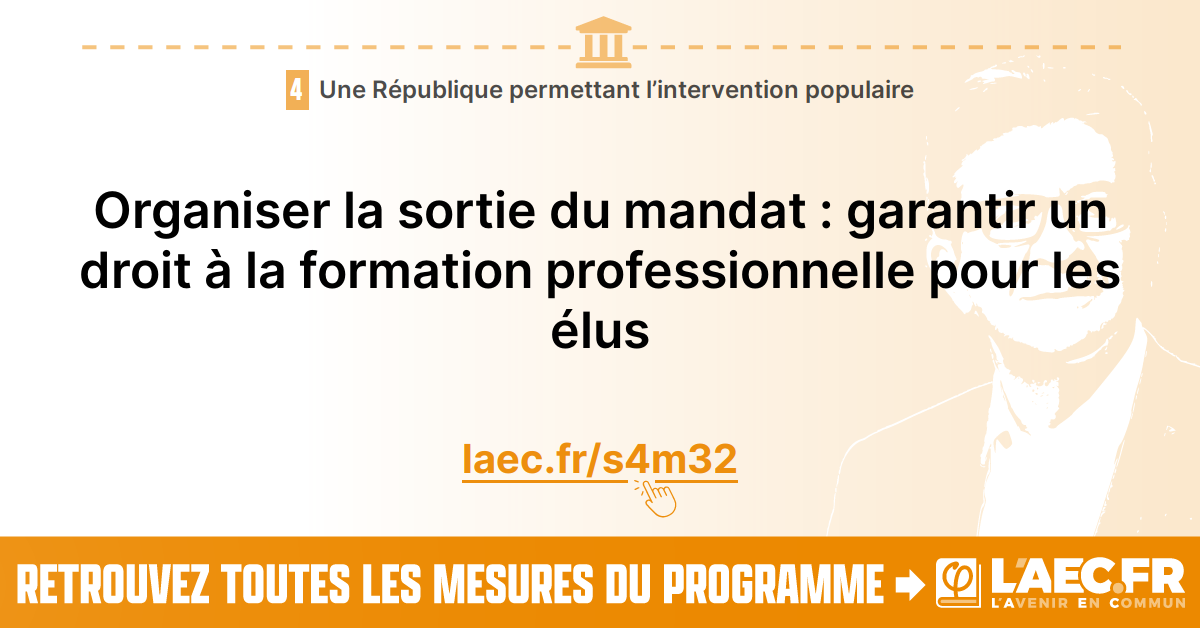 4 Une République permettant l’intervention populaire
Organiser la sortie du mandat : garantir un
droit à la formation professionnelle pour les
élus
laec.fr/s4m32
RETROUVEZ TOUTES LES MESURES DU PROGRAMME
φ L'AEC.FR
L'AVENIR EN COMMUN